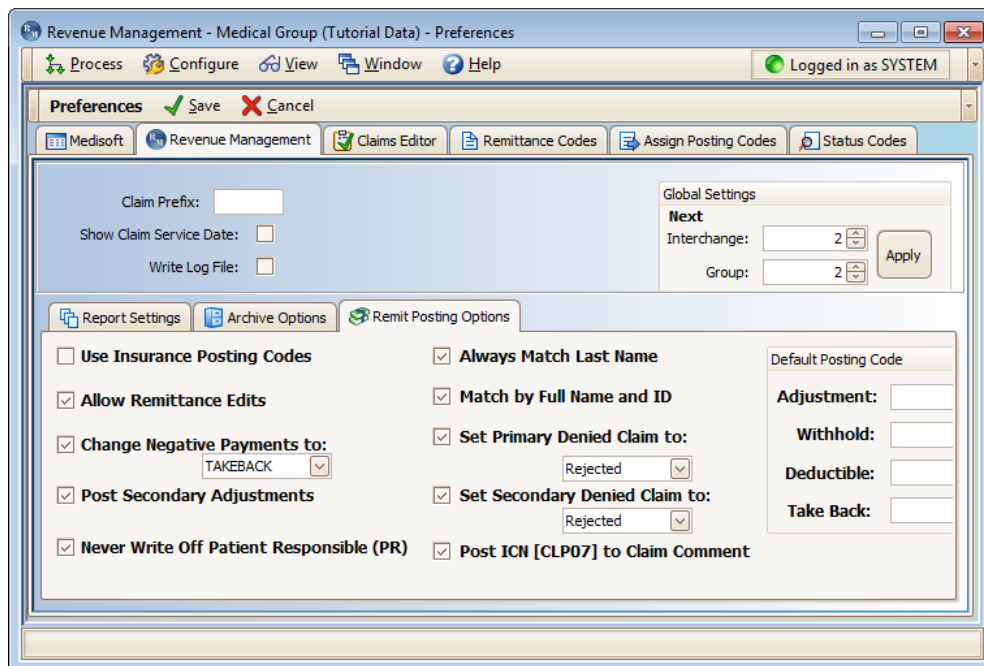 Revenue Management - Medical Group (Tutorial Data) - Preferences
Process Configure View Window Help Logged in as SYSTEM
Preferences Save Cancel
Medisoft Revenue Management Claims Editor Remittance Codes Assign Posting Codes Status Codes
Claim Prefix:
Show Claim Service Date:
Write Log File:
Global Settings
Next
Interchange: 2
Group: 2
Apply
Report Settings Archive Options Remit Posting Options
Use Insurance Posting Codes
Allow Remittance Edits
Change Negative Payments to:
TAKEBACK
Post Secondary Adjustments
Never Write Off Patient Responsible (PR)
Always Match Last Name
Match by Full Name and ID
Set Primary Denied Claim to:
Rejected
Set Secondary Denied Claim to:
Rejected
Post ICN [CLP07] to Claim Comment
Default Posting Code
Adjustment:
Withhold:
Deductible:
Take Back: